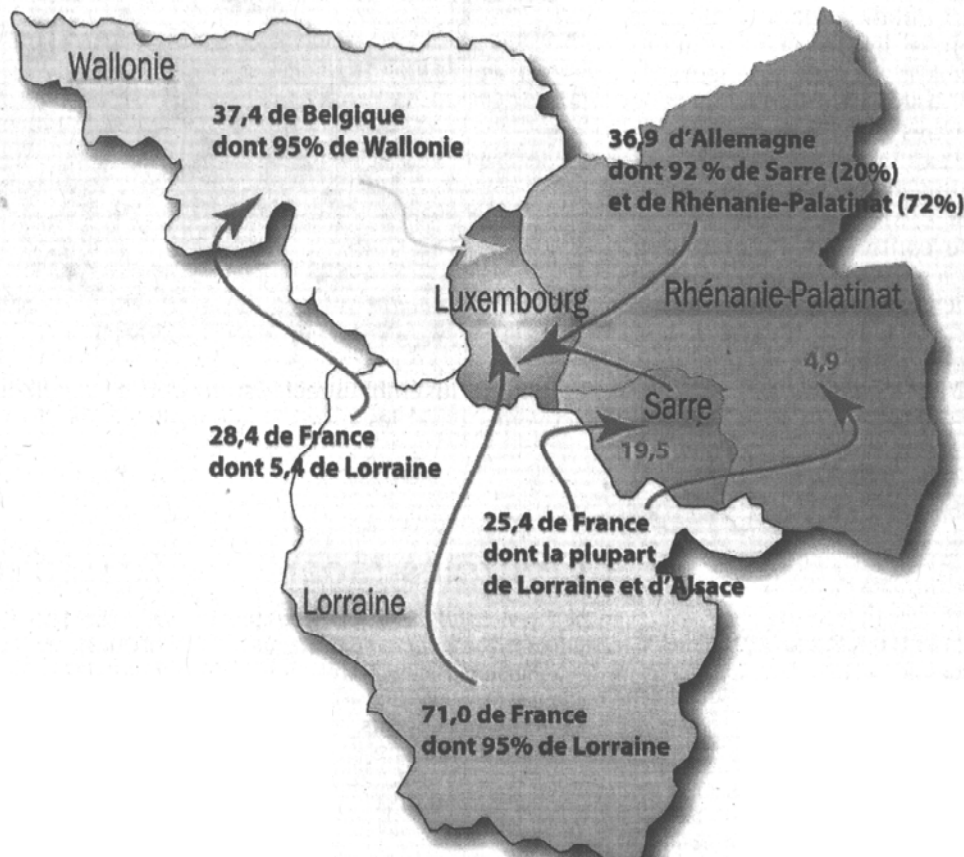 Wallonie
37,4 de Belgique
dont 95% de Wallonie
36,9 d'Allemagne
dont 92 % de Sarre (20%)
et de Rhénanie-Palatinat (72%)
Luxembourg
Rhénanie-Palatinat
4,9
Sarre
19,5
28,4 de France
dont 5,4 de Lorraine
25,4 de France
dont la plupart
de Lorraine et d'Alsace
Lorraine
71,0 de France
dont 95% de Lorraine